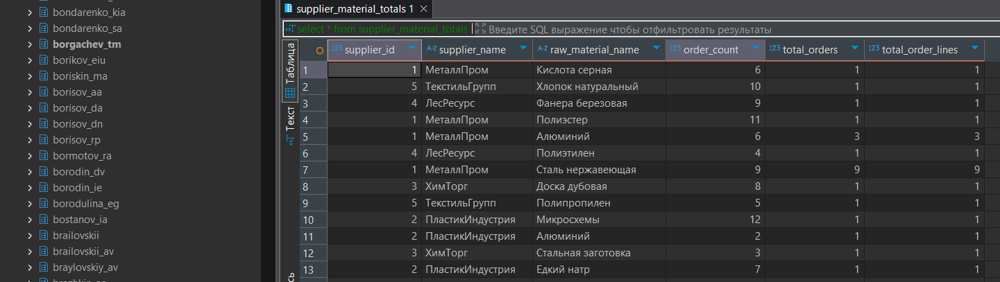 bondarenko_kia
bondarenko_sa
borgachev_tm
borikov_eiu
boriskin_ma
borisov_aa
borisov_da
borisov_dn
borisov_rp
bormotov_ra
borodin_dv
borodin_ie
borodulina_eg
bostanov_ia
brailovskii
brailovskii_av
braylovskiy_av
supplier_material_totals 1
select * from supplier_material_totals Введите SQL выражение чтобы отфильтровать результаты
Таблица
Текст
123 supplier_id A-Z supplier_name A-Z raw_material_name 123 order_count 123 total_orders 123 total_order_lines
1 1 МеталлПром Кислота серная 6 1 1
2 5 ТекстильГрупп Хлопок натуральный 10 1 1
3 4 ЛесРесурс Фанера березовая 9 1 1
4 1 МеталлПром Полиэстер 11 1 1
5 1 МеталлПром Алюминий 6 3 3
6 4 ЛесРесурс Полиэтилен 4 1 1
7 1 МеталлПром Сталь нержавеющая 9 9 9
8 3 ХимТорг Доска дубовая 8 1 1
9 5 ТекстильГрупп Полипропилен 5 1 1
10 2 ПластикИндустрия Микросхемы 12 1 1
11 2 ПластикИндустрия Алюминий 2 1 1
12 3 ХимТорг Стальная заготовка 3 1 1
13 2 ПластикИндустрия Едкий натр 7 1 1